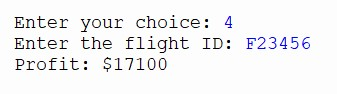 Enter your choice: 4
Enter the flight ID: F23456
Profit: $17100